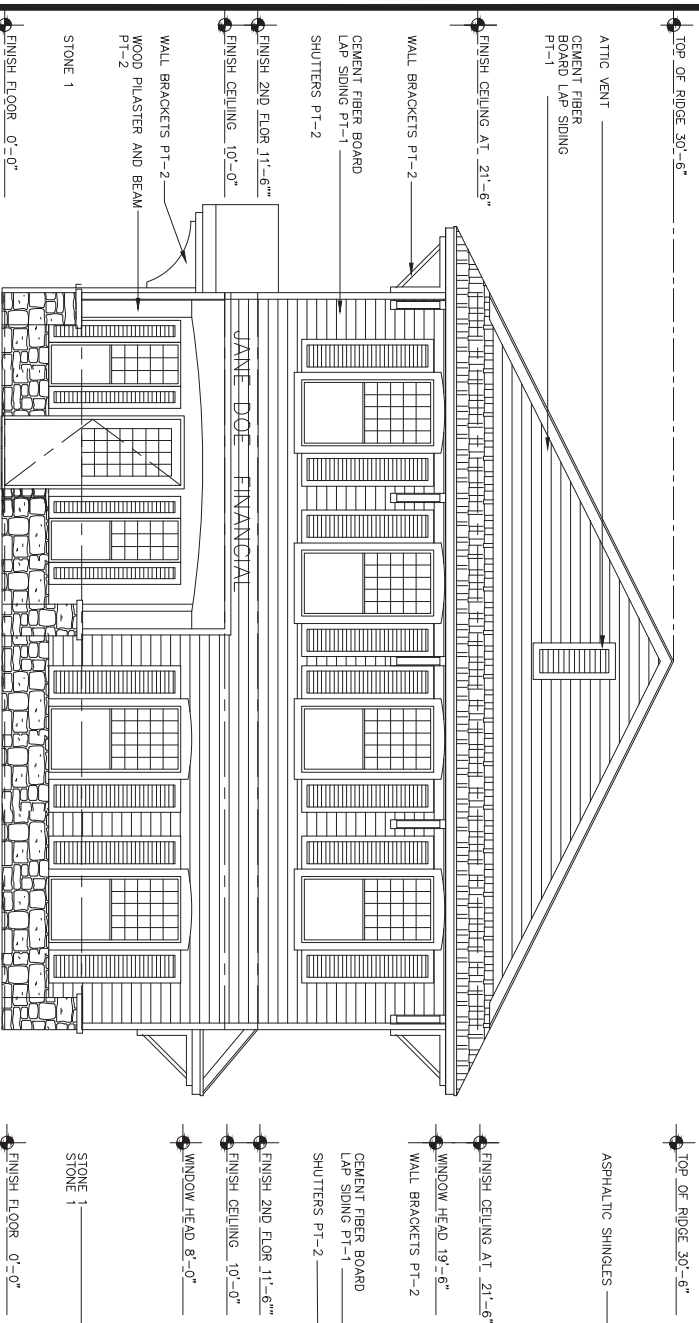 TOP OF RIDGE 30'-6"
ATTIC VENT
CEMENT FIBER
BOARD LAP SIDING
PT-1
FINISH CEILING AT 21'-6"
WALL BRACKETS PT-2
CEMENT FIBER BOARD
LAP SIDING PT-1
SHUTTERS PT-2
FINISH 2ND FLOR 11'-6""
FINISH CEILING 10'-0"
WALL BRACKETS PT-2
WOOD PILASTER AND BEAM
PT-2
STONE 1
FINISH FLOOR 0'-0"
JANE DOE FINANCIAL
TOP OF RIDGE 30'-6"
ASPHALTIC SHINGLES
FINISH CEILING AT 21'-6"
WINDOW HEAD 19'-6"
WALL BRACKETS PT-2
CEMENT FIBER BOARD
LAP SIDING PT-1
SHUTTERS PT-2
FINISH 2ND FLOR 11'-6""
FINISH CEILING 10'-0"
WINDOW HEAD 8'-0"
STONE 1
STONE 1
FINISH FLOOR 0'-0"